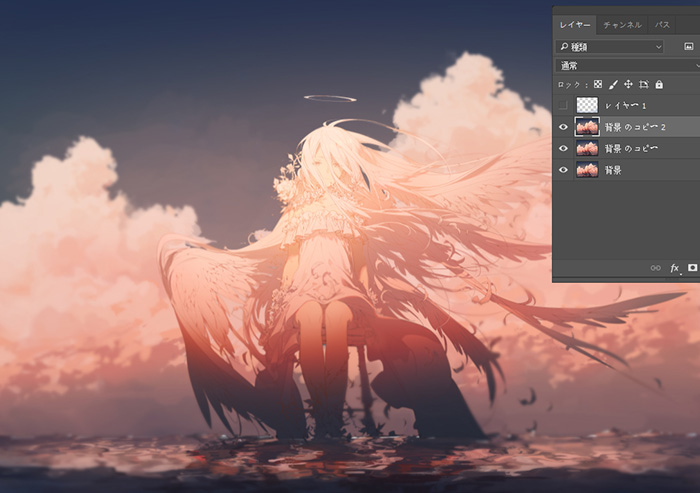 レイヤー チャンネル パス
種類
通常
ロック:
レイヤー 1
背景 のコピー 2
背景 のコピー
背景
fx